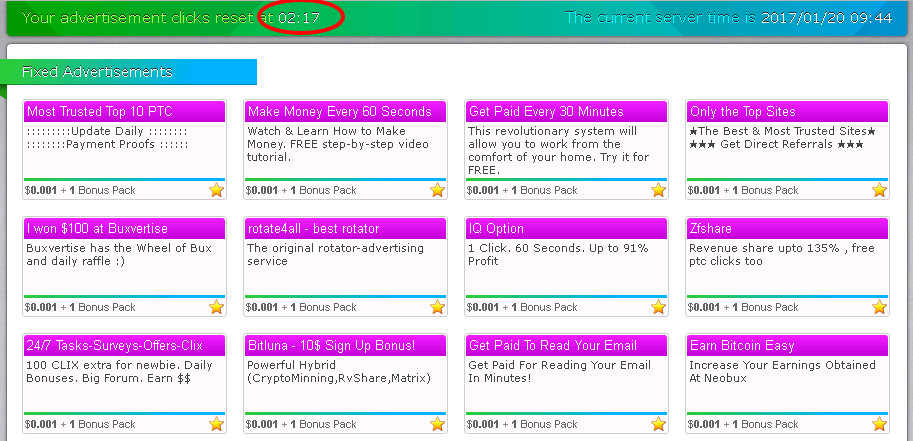 Your advertisement clicks reset at 02:17
The current server time is 2017/01/20 09:44
Fixed Advertisements
Most Trusted Top 10 PTC
:::::::::Update Daily ::::::::
::::::::Payment Proofs ::::::
$0.001 + 1 Bonus Pack
Make Money Every 60 Seconds
Watch & Learn How to Make
Money. FREE step-by-step video
tutorial.
$0.001 + 1 Bonus Pack
Get Paid Every 30 Minutes
This revolutionary system will
allow you to work from the
comfort of your home. Try it for
FREE.
$0.001 + 1 Bonus Pack
Only the Top Sites
★The Best & Most Trusted Sites★
★★★ Get Direct Referrals ★★★
$0.001 + 1 Bonus Pack
I won $100 at Buxvertise
Buxvertise has the Wheel of Bux
and daily raffle :)
$0.001 + 1 Bonus Pack
rotate4all - best rotator
The original rotator-advertising
service
$0.001 + 1 Bonus Pack
IQ Option
1 Click. 60 Seconds. Up to 91%
Profit
$0.001 + 1 Bonus Pack
Zfshare
Revenue share upto 135% , free
ptc clicks too
$0.001 + 1 Bonus Pack
24/7 Tasks-Surveys-Offers-Clix
100 CLIX extra for newbie. Daily
Bonuses. Big Forum. Earn $$
$0.001 + 1 Bonus Pack
Bitluna - 10$ Sign Up Bonus!
Powerful Hybrid
(CryptoMinning,RvShare,Matrix)
$0.001 + 1 Bonus Pack
Get Paid To Read Your Email
Get Paid For Reading Your Email
In Minutes!
$0.001 + 1 Bonus Pack
Earn Bitcoin Easy
Increase Your Earnings Obtained
At Neobux
$0.001 + 1 Bonus Pack